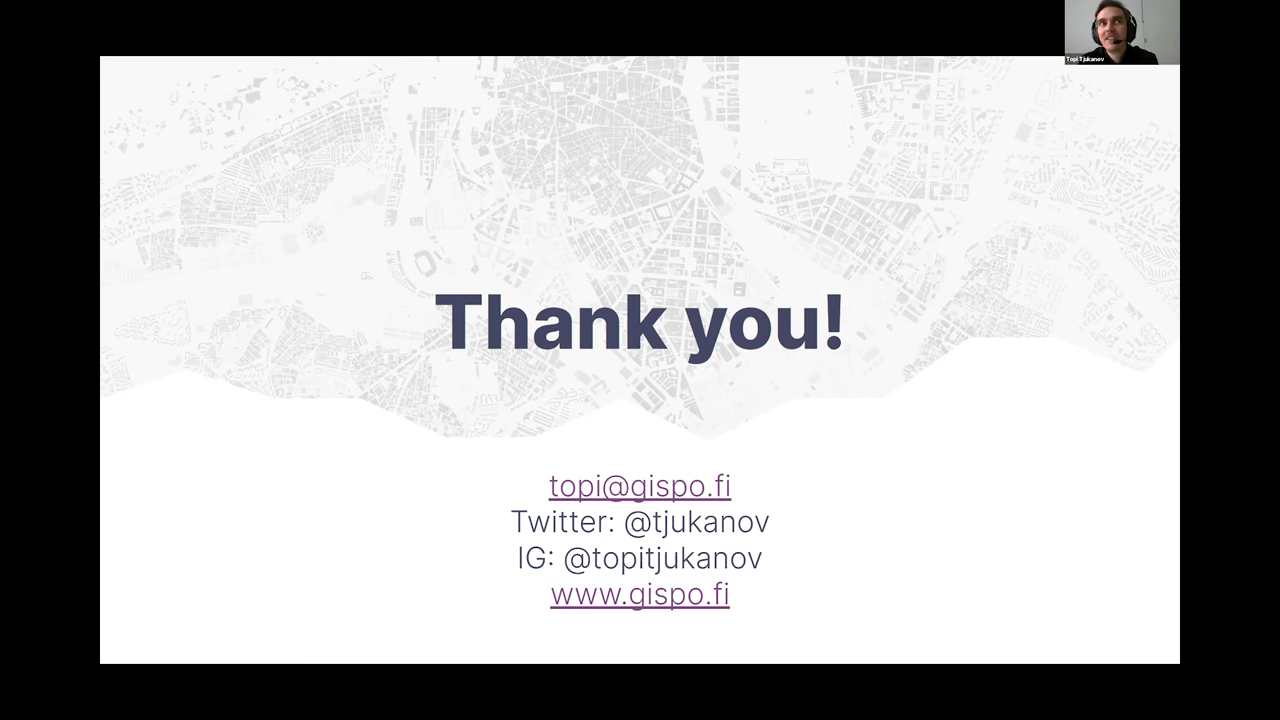 Topi Tjukanov
Thank you!
topi@gispo.fi
Twitter: @tjukanov
IG: @topitjukanov
www.gispo.fi